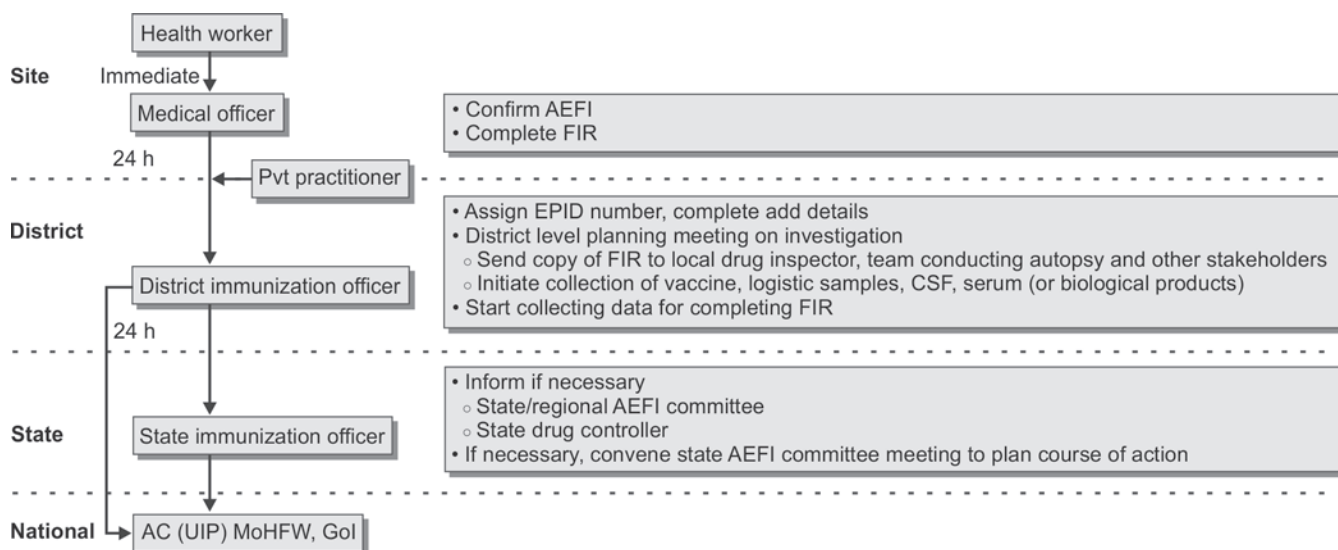 Health worker
Site
Immediate
Medical officer
• Confirm AEFI
• Complete FIR
24 h
Pvt practitioner
District
• Assign EPID number, complete add details
• District level planning meeting on investigation
○ Send copy of FIR to local drug inspector, team conducting autopsy and other stakeholders
○ Initiate collection of vaccine, logistic samples, CSF, serum (or biological products)
• Start collecting data for completing FIR
District immunization officer
24 h
State
• Inform if necessary
○ State/regional AEFI committee
○ State drug controller
• If necessary, convene state AEFI committee meeting to plan course of action
State immunization officer
National
AC (UIP) MoHFW, GoI